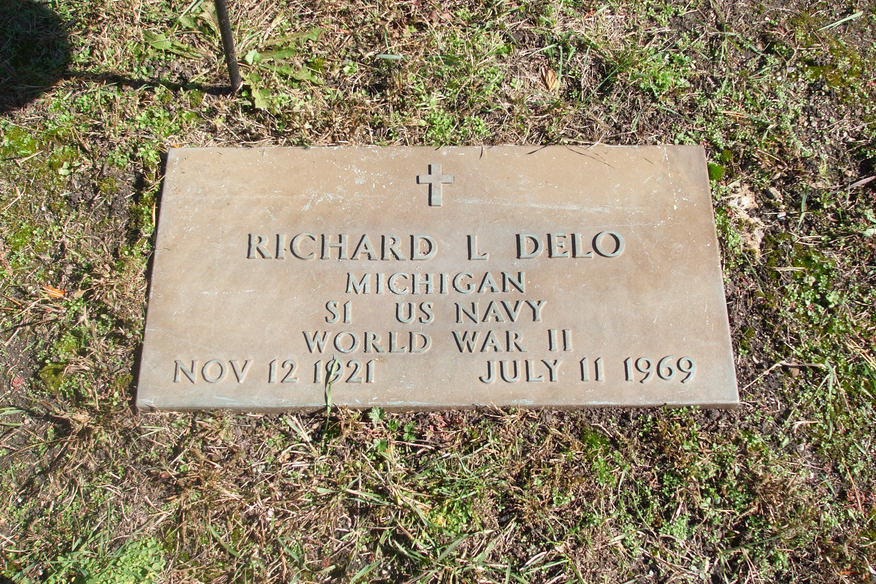 RICHARD L DELO
MICHIGAN
S1 US NAVY
WORLD WAR II
NOV 12 1921 JULY 11 1969